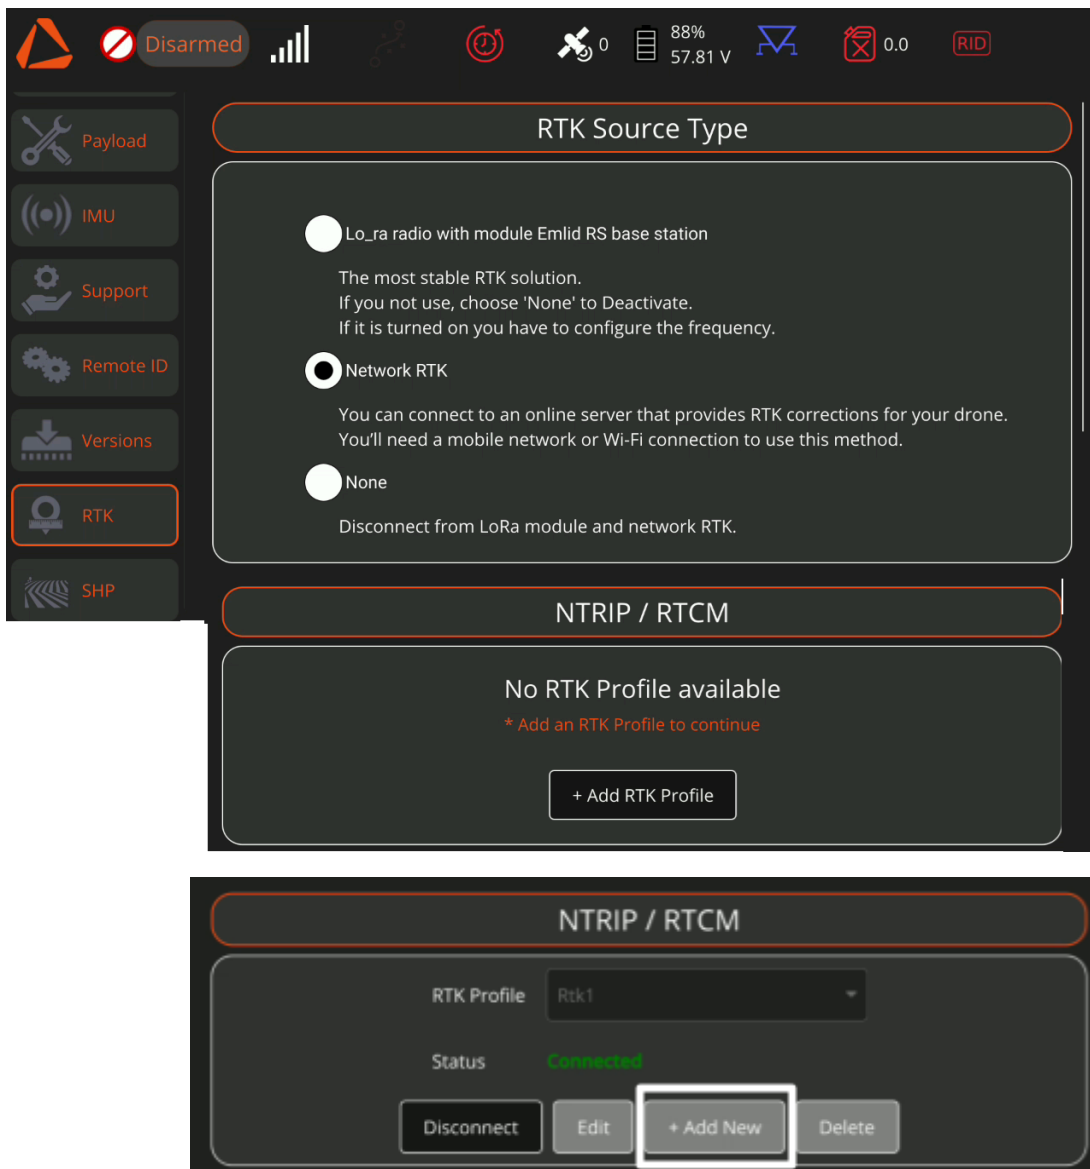 Disarmed
0
88%
57.81 V
0.0
RID
Payload
IMU
Support
Remote ID
Versions
RTK
SHP
RTK Source Type
Lo_ra radio with module Emlid RS base station
The most stable RTK solution.
If you not use, choose 'None' to Deactivate.
If it is turned on you have to configure the frequency.
Network RTK
You can connect to an online server that provides RTK corrections for your drone.
You'll need a mobile network or Wi-Fi connection to use this method.
None
Disconnect from LoRa module and network RTK.
NTRIP / RTCM
No RTK Profile available
* Add an RTK Profile to continue
+ Add RTK Profile
NTRIP / RTCM
RTK Profile Rtk1
Status Connected
Disconnect Edit + Add New Delete